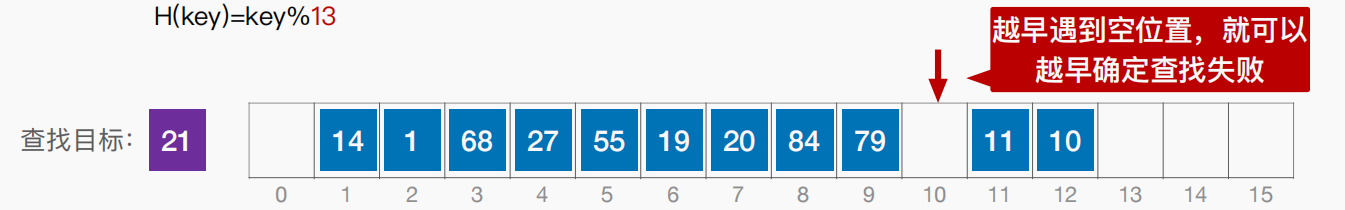 H(key)=key%13
越早遇到空位置，就可以
越早确定查找失败
查找目标： 21 14 1 68 27 55 19 20 84 79 11 10
0 1 2 3 4 5 6 7 8 9 10 11 12 13 14 15